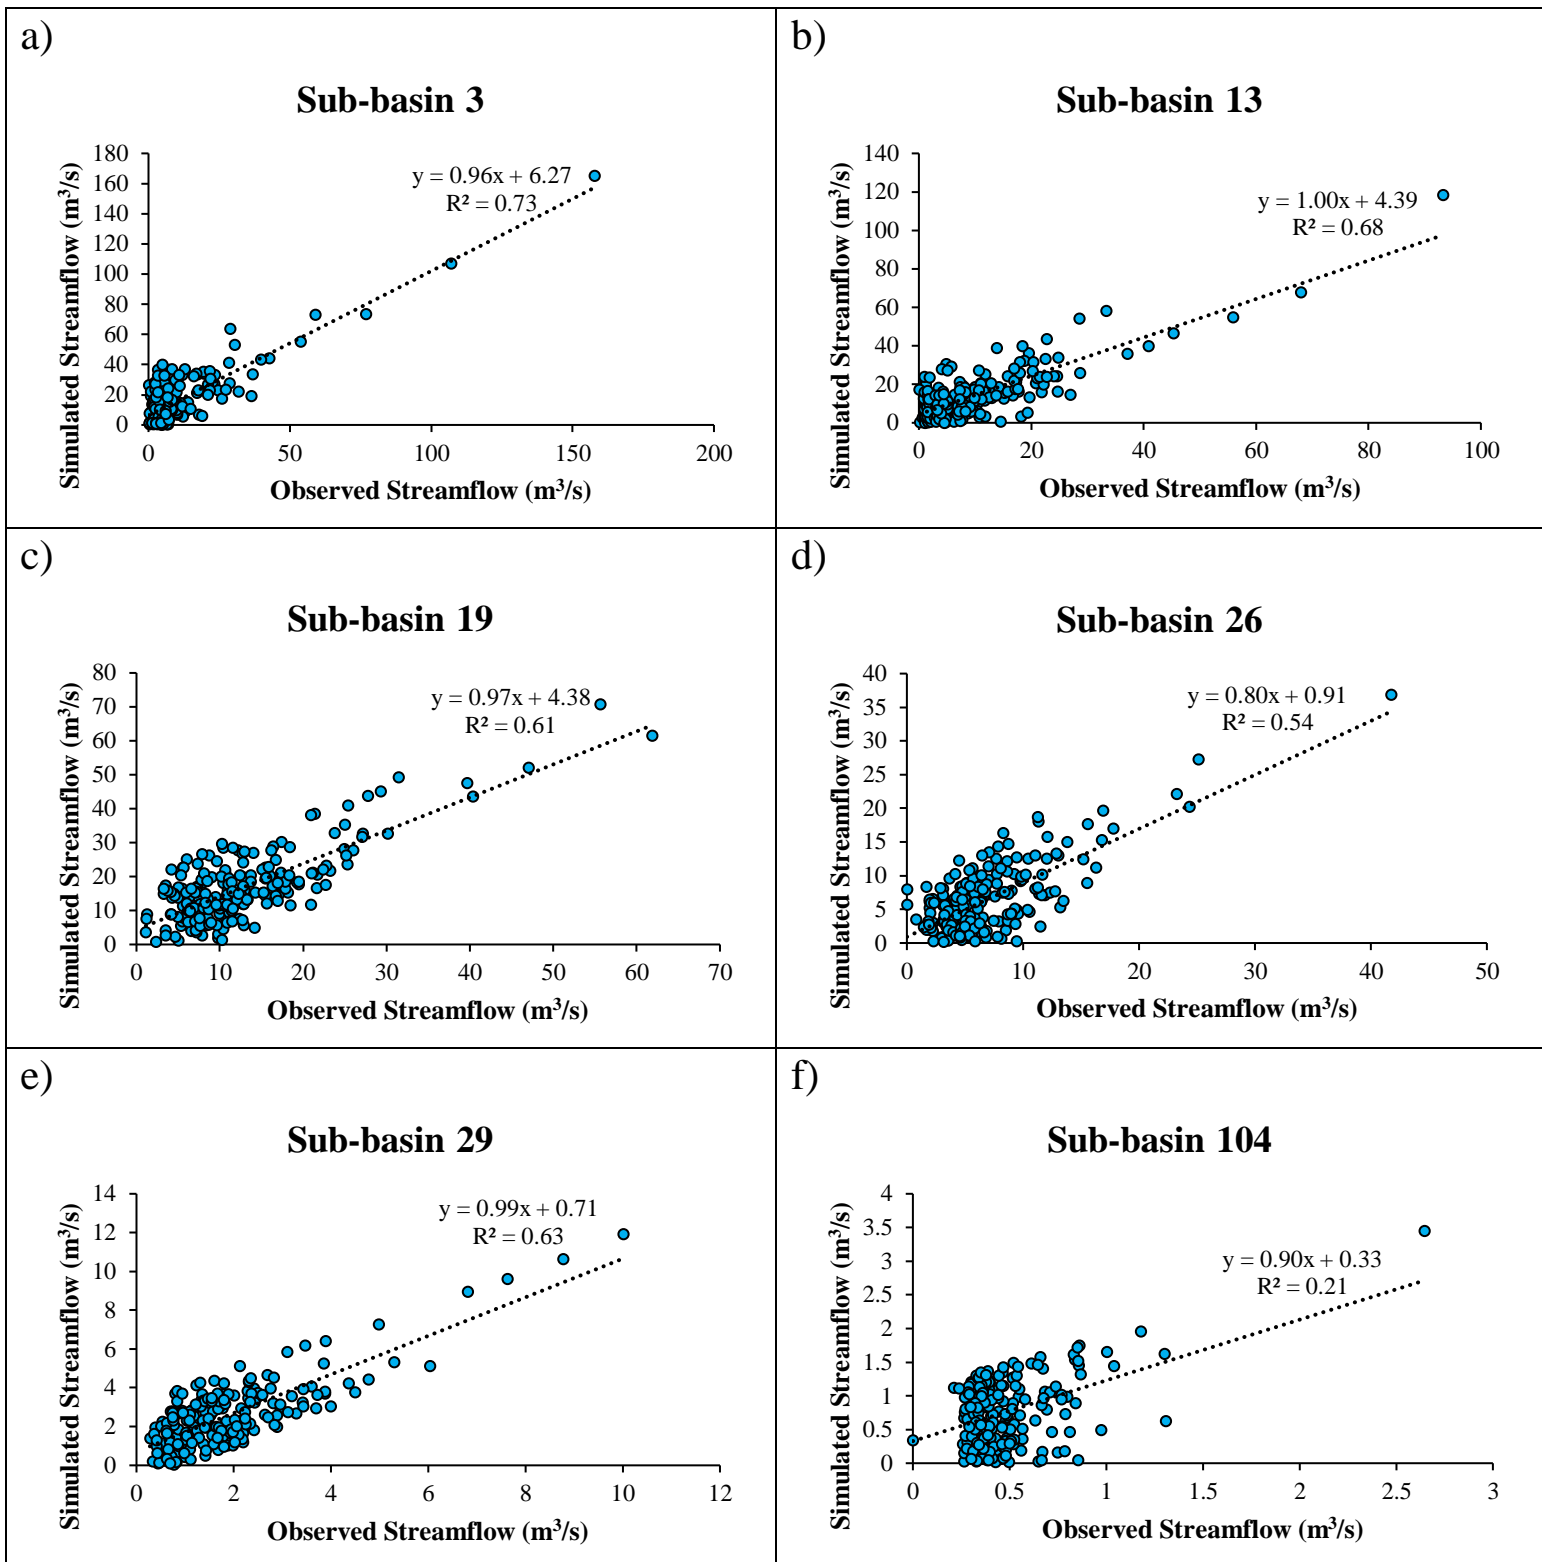 a)
Sub-basin 3
y = 0.96x + 6.27
R² = 0.73
Simulated Streamflow (m³/s)
180
160
140
120
100
80
60
40
20
0
0 50 100 150 200
Observed Streamflow (m³/s)
b)
Sub-basin 13
y = 1.00x + 4.39
R² = 0.68
Simulated Streamflow (m³/s)
140
120
100
80
60
40
20
0
0 20 40 60 80 100
Observed Streamflow (m³/s)
c)
Sub-basin 19
y = 0.97x + 4.38
R² = 0.61
Simulated Streamflow (m³/s)
80
70
60
50
40
30
20
10
0
0 10 20 30 40 50 60 70
Observed Streamflow (m³/s)
d)
Sub-basin 26
y = 0.80x + 0.91
R² = 0.54
Simulated Streamflow (m³/s)
40
35
30
25
20
15
10
5
0
0 10 20 30 40 50
Observed Streamflow (m³/s)
e)
Sub-basin 29
y = 0.99x + 0.71
R² = 0.63
Simulated Streamflow (m³/s)
14
12
10
8
6
4
2
0
0 2 4 6 8 10 12
Observed Streamflow (m³/s)
f)
Sub-basin 104
y = 0.90x + 0.33
R² = 0.21
Simulated Streamflow (m³/s)
4
3.5
3
2.5
2
1.5
1
0.5
0
0 0.5 1 1.5 2 2.5 3
Observed Streamflow (m³/s)